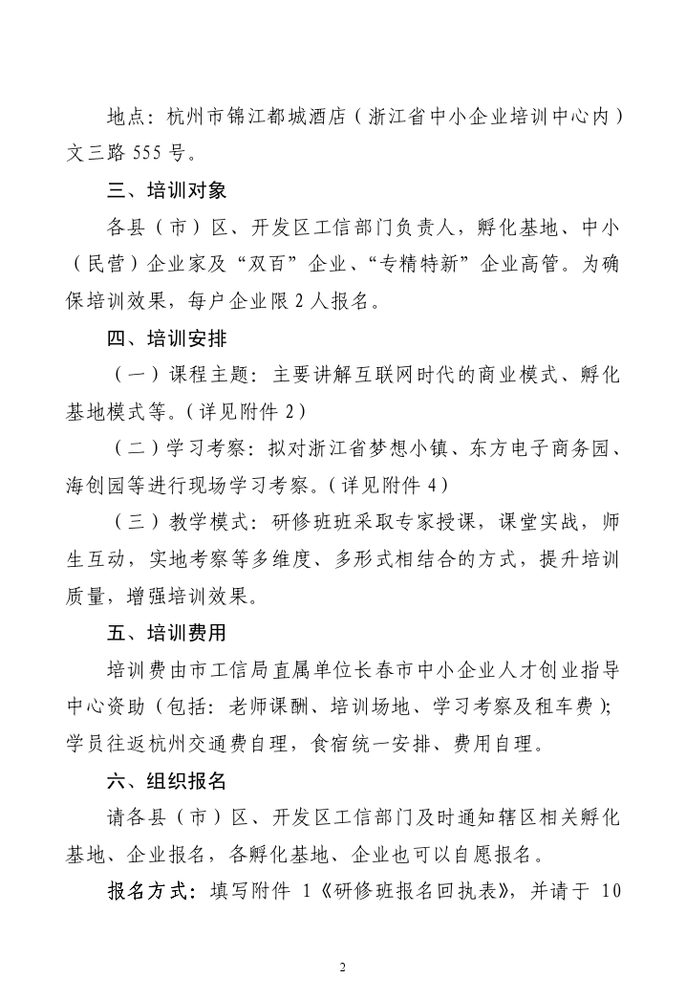 地点：杭州市锦江都城酒店（浙江省中小企业培训中心内）
文三路 555 号。
三、培训对象
各县（市）区、开发区工信部门负责人，孵化基地、中小
（民营）企业家及“双百”企业、“专精特新”企业高管。为确
保培训效果，每户企业限 2 人报名。
四、培训安排
（一）课程主题：主要讲解互联网时代的商业模式、孵化
基地模式等。（详见附件 2）
（二）学习考察：拟对浙江省梦想小镇、东方电子商务园、
海创园等进行现场学习考察。（详见附件 4）
（三）教学模式：研修班班采取专家授课，课堂实战，师
生互动，实地考察等多维度、多形式相结合的方式，提升培训
质量，增强培训效果。
五、培训费用
培训费由市工信局直属单位长春市中小企业人才创业指导
中心资助（包括：老师课酬、培训场地、学习考察及租车费）；
学员往返杭州交通费自理，食宿统一安排、费用自理。
六、组织报名
请各县（市）区、开发区工信部门及时通知辖区相关孵化
基地、企业报名，各孵化基地、企业也可以自愿报名。
报名方式：填写附件 1《研修班报名回执表》，并请于 10
2